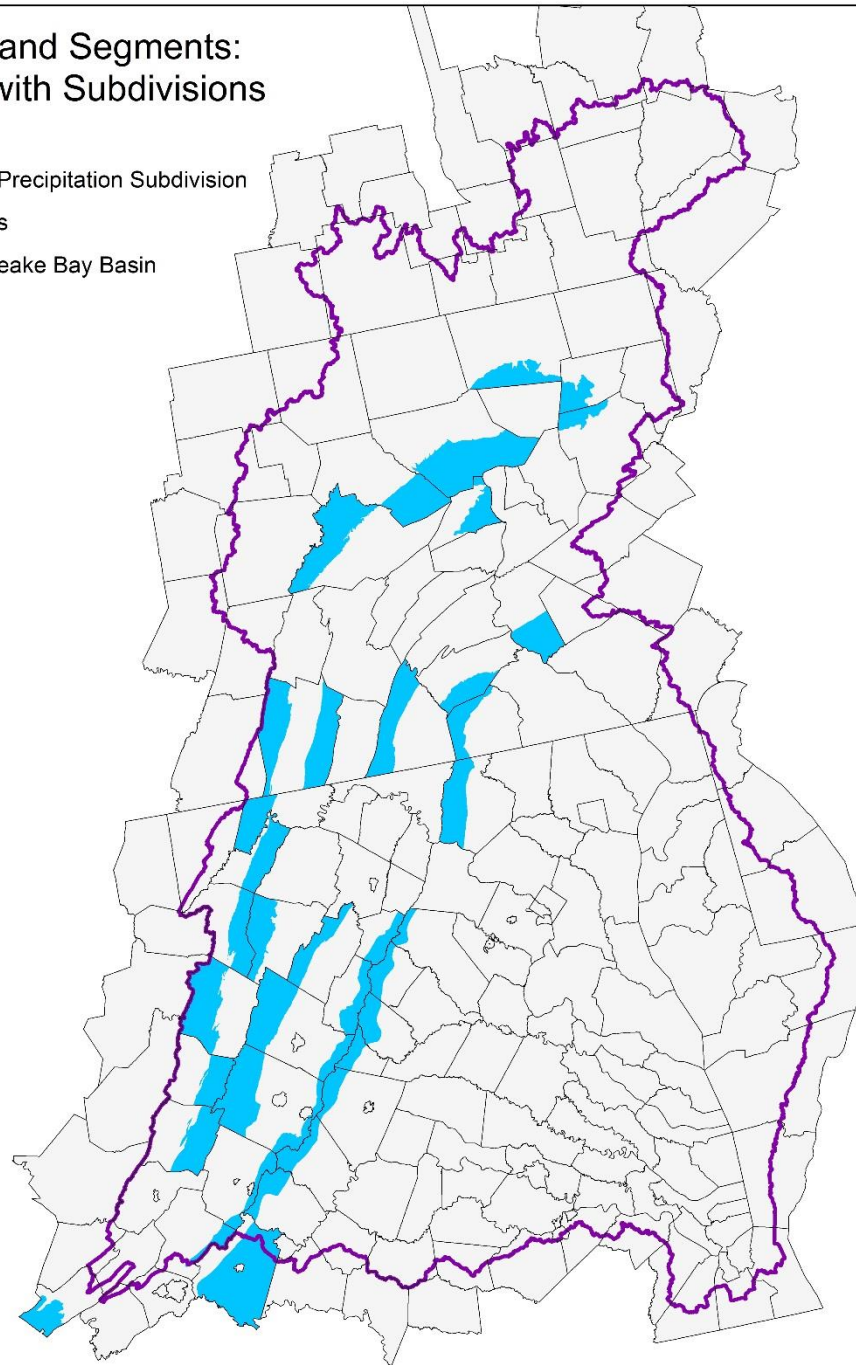 and Segments:
with Subdivisions
Precipitation Subdivision
s
eake Bay Basin